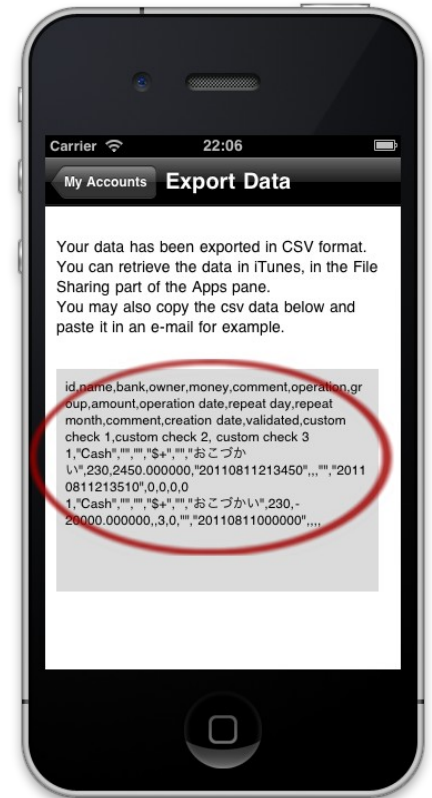 Carrier 22:06
My Accounts Export Data
Your data has been exported in CSV format.
You can retrieve the data in iTunes, in the File
Sharing part of the Apps pane.
You may also copy the csv data below and
paste it in an e-mail for example.
id,name,bank,owner,money,comment,operation,gr
oup,amount,operation date,repeat day,repeat
month,comment,creation date,validated,custom
check 1,custom check 2, custom check 3
1,"Cash","","","$+","","おこづか
い",230,2450.000000,"20110811213450",,,"","2011
0811213510",0,0,0,0
1,"Cash","","","$+","","おこづかい",230,-
20000.000000,,3,0,"","20110811000000",,,,